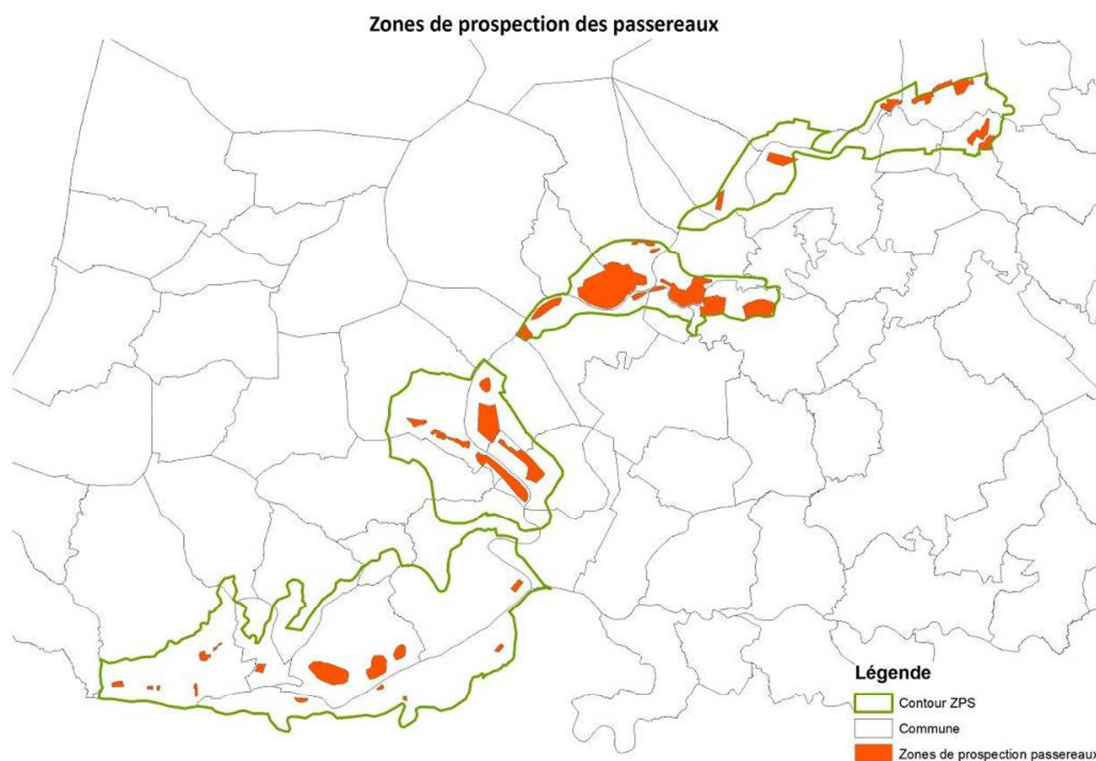 Zones de prospection des passereaux
Légende
Contour ZPS
Commune
Zones de prospection passereaux